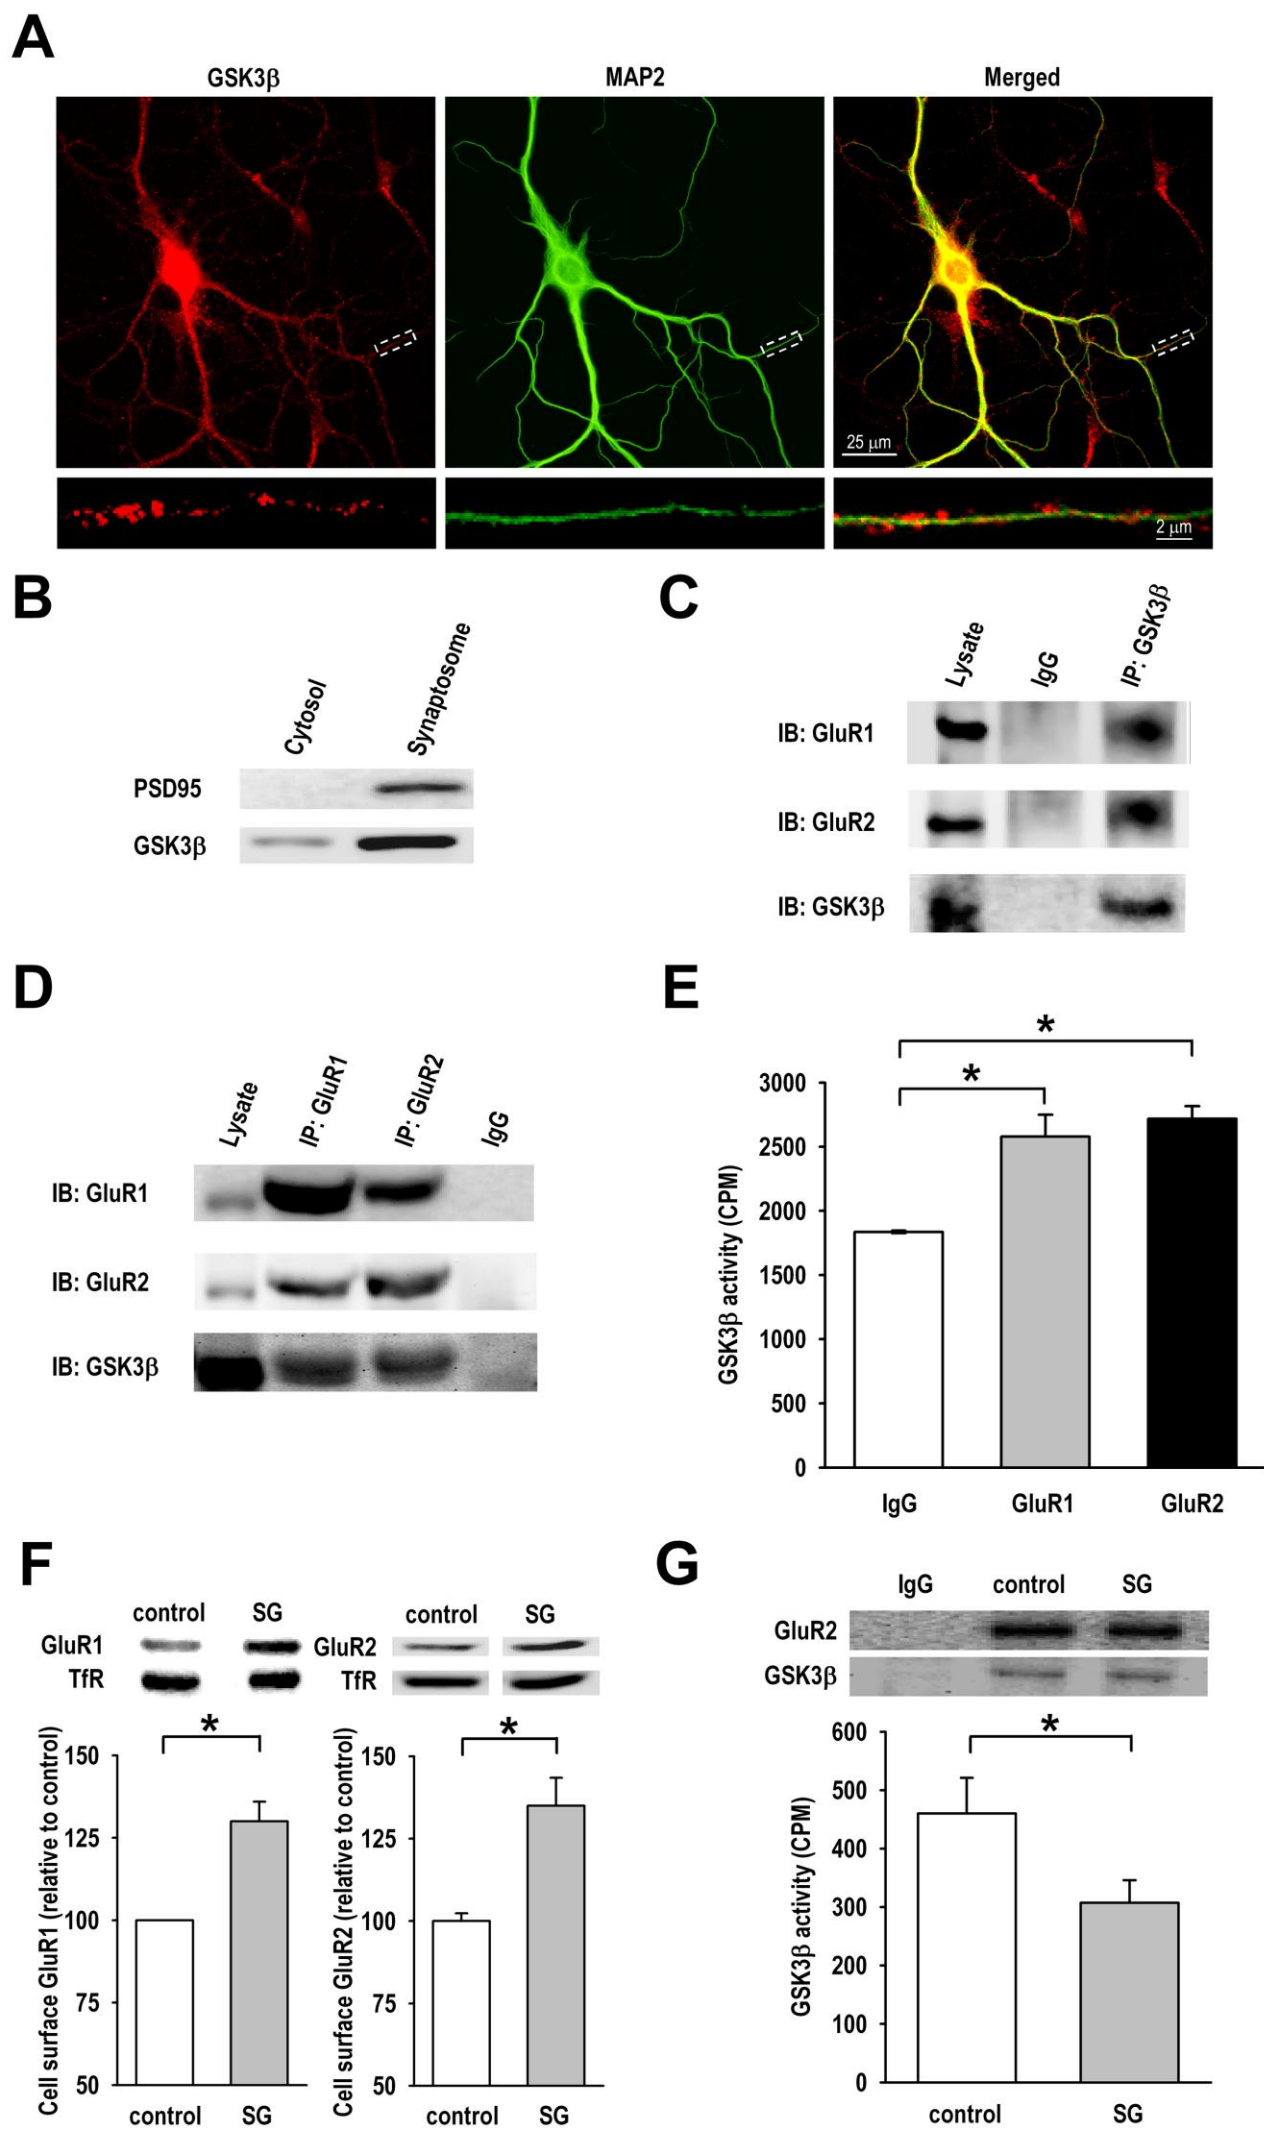 A
GSK3β MAP2 Merged
25 μm
2 μm
B
Cytosol Synaptosome
PSD95
GSK3β
C
Lysate IgG IP: GSK3β
IB: GluR1
IB: GluR2
IB: GSK3β
D
Lysate IP: GluR1 IP: GluR2 IgG
IB: GluR1
IB: GluR2
IB: GSK3β
E
*
*
GSK3β activity (CPM)
3000
2500
2000
1500
1000
500
0
IgG GluR1 GluR2
F
control SG
GluR1
TfR
*
Cell surface GluR1 (relative to control)
150
125
100
75
50
control SG
control SG
GluR2
TfR
*
Cell surface GluR2 (relative to control)
150
125
100
75
50
control SG
G
IgG control SG
GluR2
GSK3β
*
GSK3β activity (CPM)
600
500
400
300
200
100
0
control SG